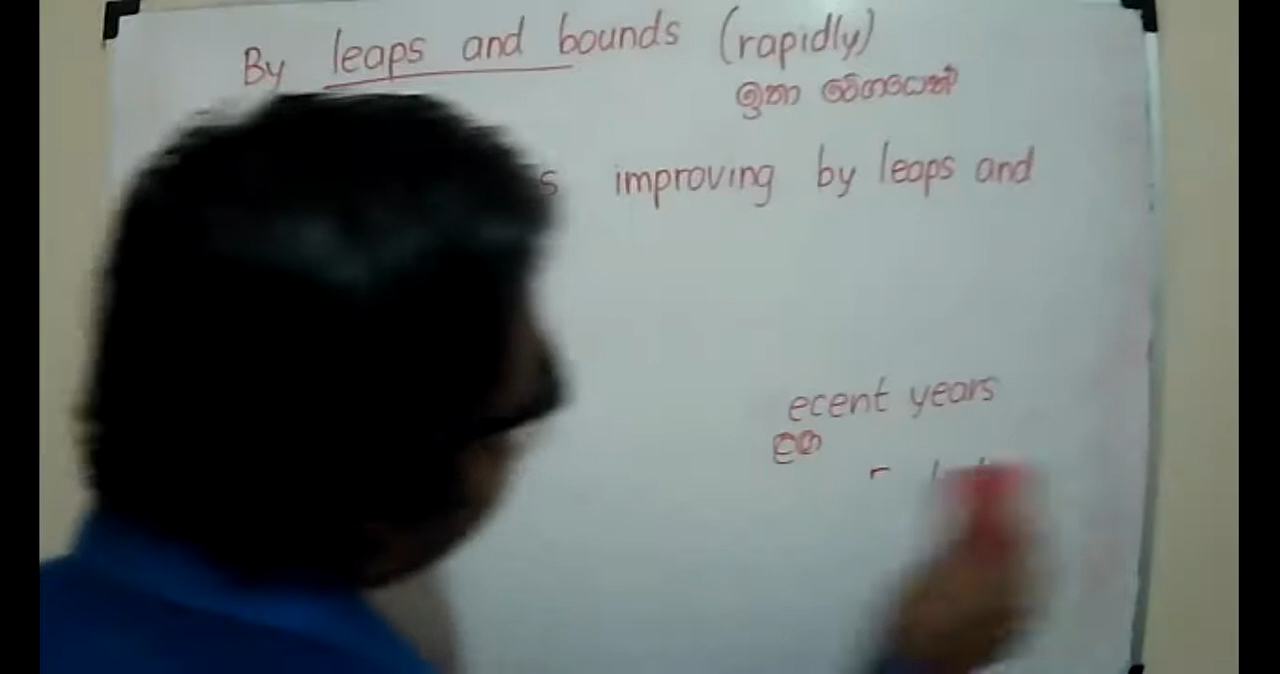 By leaps and bounds (rapidly)
ඉතා වේගයෙන්
s improving by leaps and
ecent years